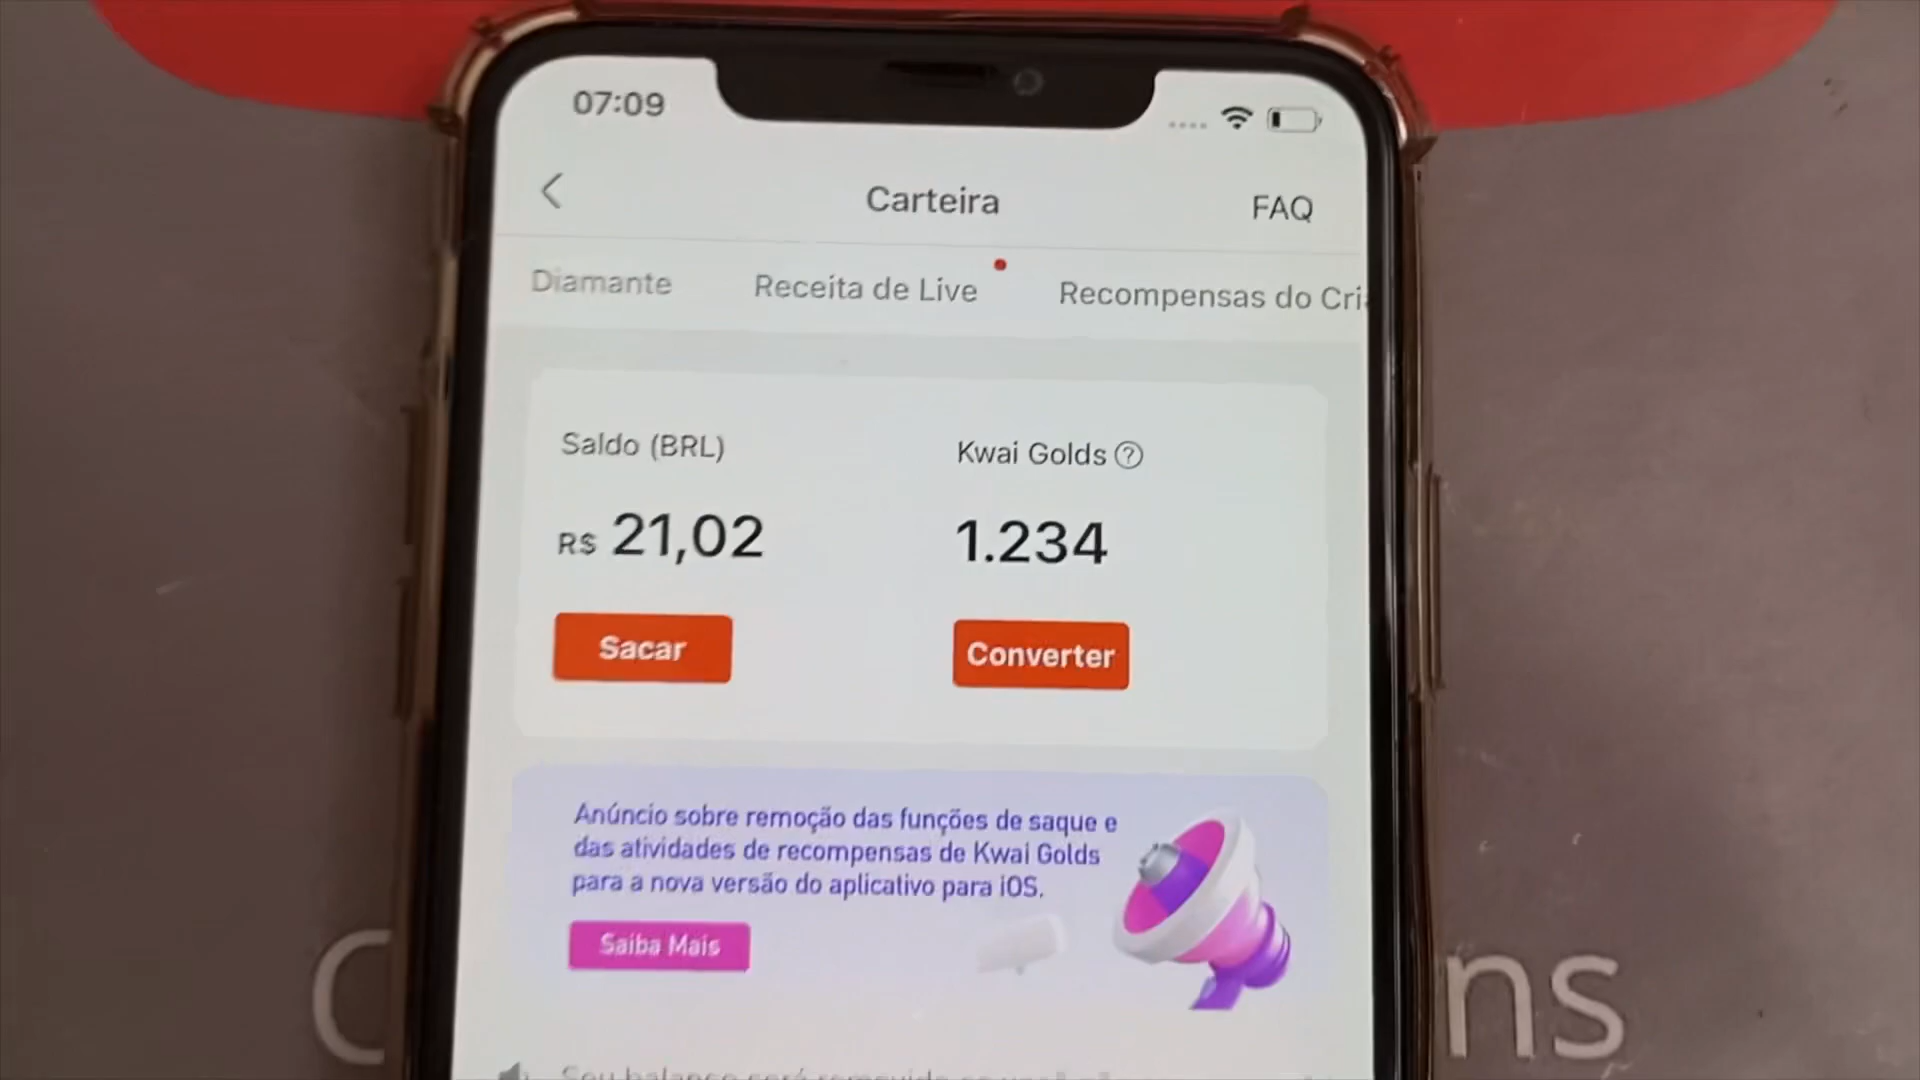 07:09
Carteira
FAQ
Diamante
Receita de Live
Recompensas do Cri
Saldo (BRL)
Kwai Golds ?
R$ 21,02
1.234
Sacar
Converter
Anúncio sobre remoção das funções de saque e
das atividades de recompensas de Kwai Golds
para a nova versão do aplicativo para iOS.
Saiba Mais
C
ns